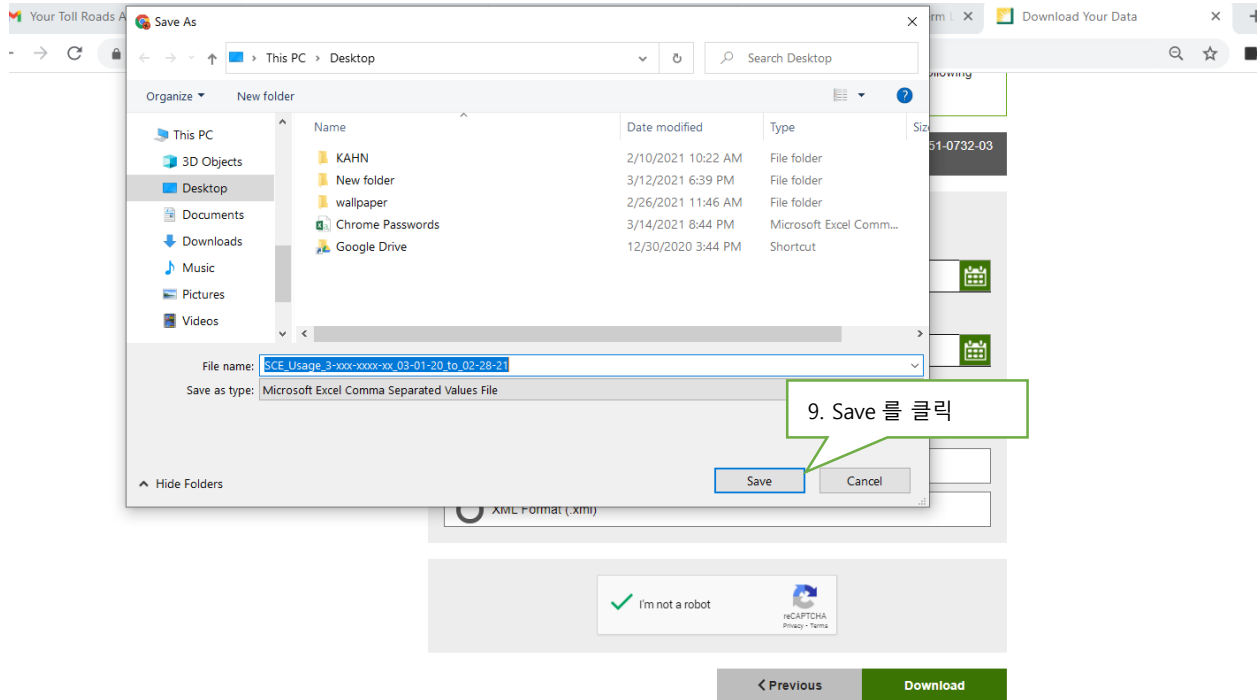 Your Toll Roads A
Save As
erm L
Download Your Data
This PC > Desktop
Search Desktop
Organize
New folder
This PC
3D Objects
Desktop
Documents
Downloads
Music
Pictures
Videos
Name
Date modified
Type
KAHN
2/10/2021 10:22 AM
File folder
New folder
3/12/2021 6:39 PM
File folder
wallpaper
2/26/2021 11:46 AM
File folder
Chrome Passwords
3/14/2021 8:44 PM
Microsoft Excel Comm...
Google Drive
12/30/2020 3:44 PM
Shortcut
51-0732-03
File name: SCE_Usage_3-xxx-xxxx-xx_03-01-20_to_02-28-21
Save as type: Microsoft Excel Comma Separated Values File
9. Save 를 클릭
Hide Folders
Save
Cancel
XML Format (.xml)
I'm not a robot
reCAPTCHA
Privacy - Terms
Previous
Download